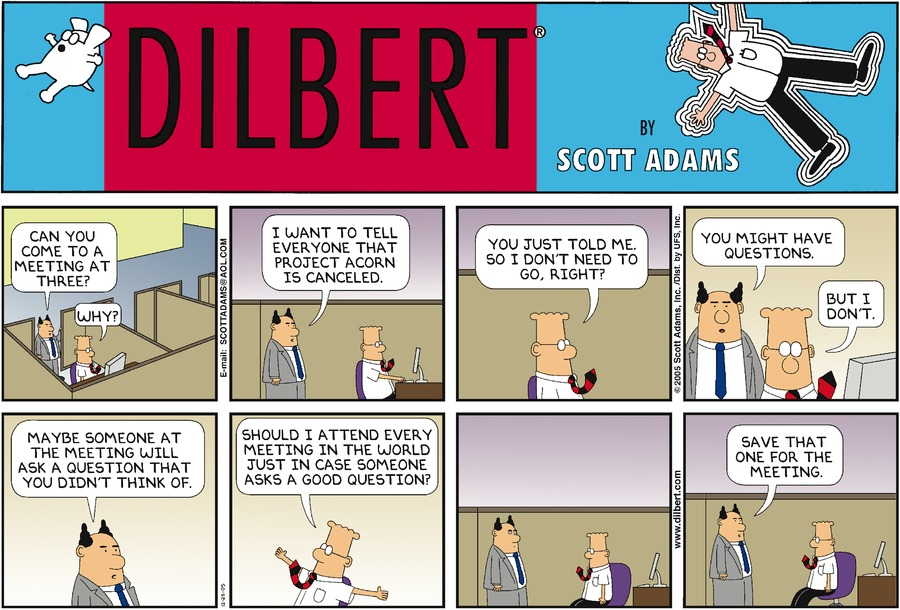 DILBERT®
BY
SCOTT ADAMS
CAN YOU
COME TO A
MEETING AT
THREE?
WHY?
E-mail: SCOTTADAMS@AOL.COM
I WANT TO TELL
EVERYONE THAT
PROJECT ACORN
IS CANCELED.
YOU JUST TOLD ME.
SO I DON'T NEED TO
GO, RIGHT?
© 2005 Scott Adams, Inc. /Dist. by UFS, Inc.
YOU MIGHT HAVE
QUESTIONS.
BUT I
DON'T.
MAYBE SOMEONE AT
THE MEETING WILL
ASK A QUESTION THAT
YOU DIDN'T THINK OF.
12-25-05
SHOULD I ATTEND EVERY
MEETING IN THE WORLD
JUST IN CASE SOMEONE
ASKS A GOOD QUESTION?
www.dilbert.com
SAVE THAT
ONE FOR THE
MEETING.